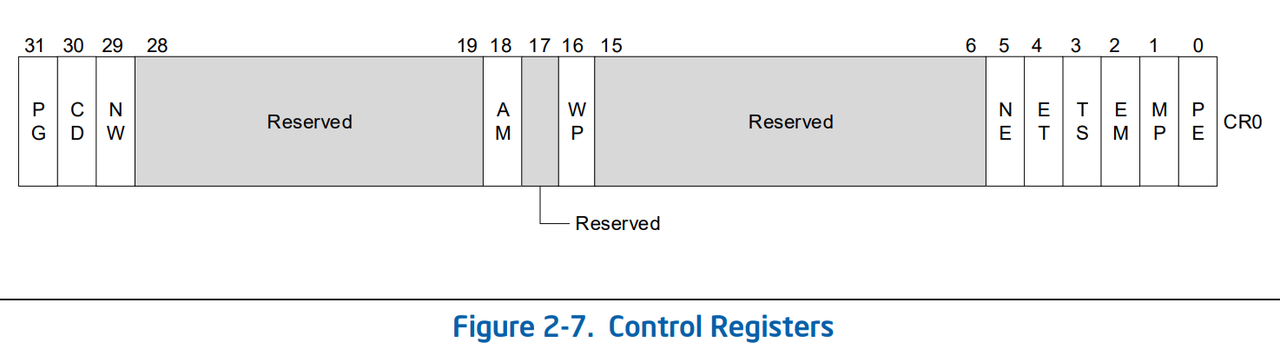 31 30 29 28 19 18 17 16 15 6 5 4 3 2 1 0
PG CD NW Reserved AM WP Reserved NE ET TS EM MP PE CR0
Reserved
Figure 2-7. Control Registers